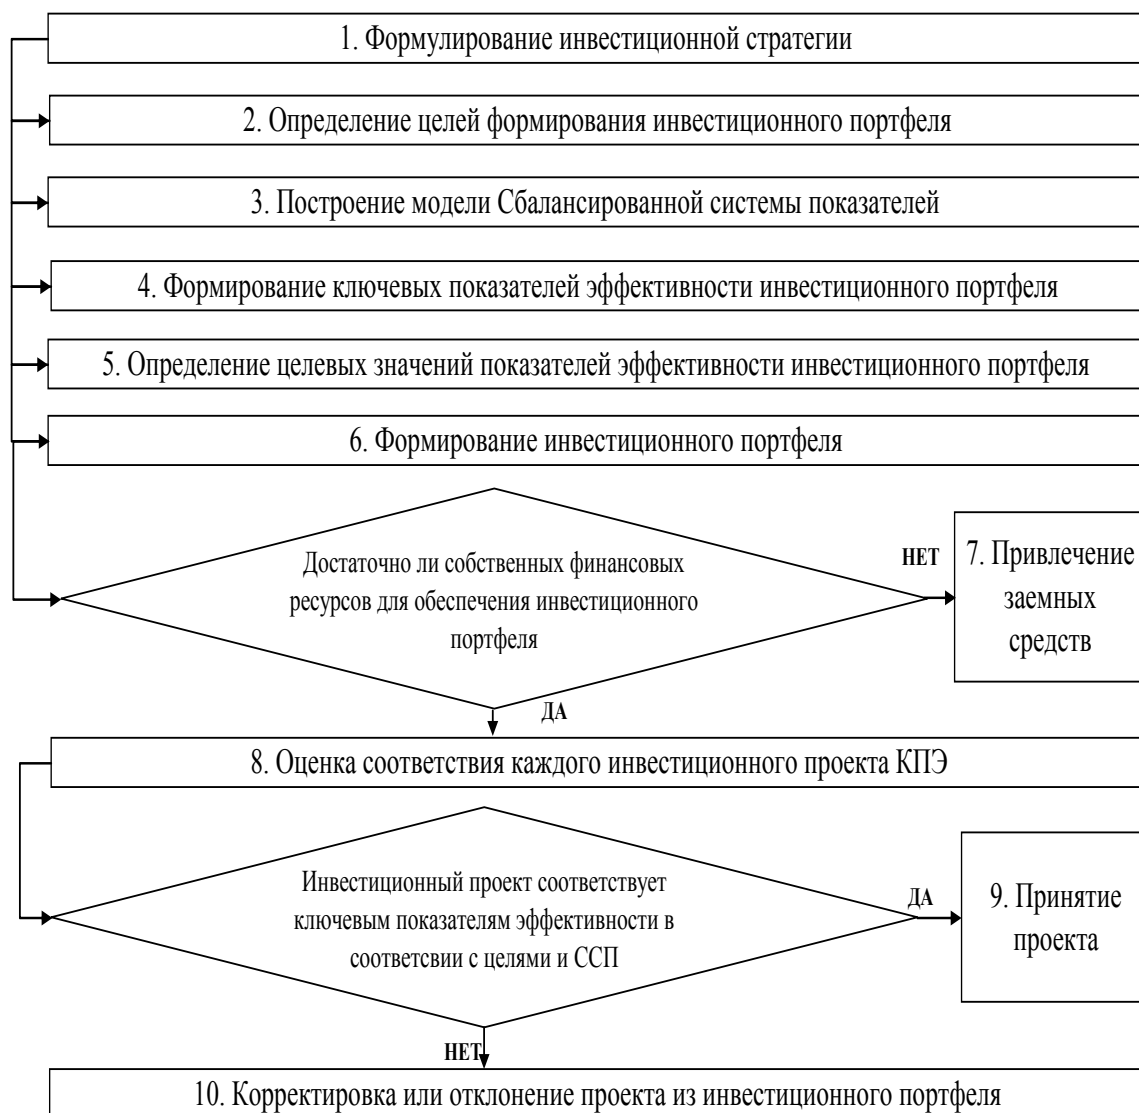 1. Формулирование инвестиционной стратегии
2. Определение целей формирования инвестиционного портфеля
3. Построение модели Сбалансированной системы показателей
4. Формирование ключевых показателей эффективности инвестиционного портфеля
5. Определение целевых значений показателей эффективности инвестиционного портфеля
6. Формирование инвестиционного портфеля
Достаточно ли собственных финансовых
ресурсов для обеспечения инвестиционного
портфеля
НЕТ
7. Привлечение
заемных
средств
ДА
8. Оценка соответствия каждого инвестиционного проекта КПЭ
Инвестиционный проект соответствует
ключевым показателям эффективности в
соответсвии с целями и ССП
ДА
9. Принятие
проекта
НЕТ
10. Корректировка или отклонение проекта из инвестиционного портфеля